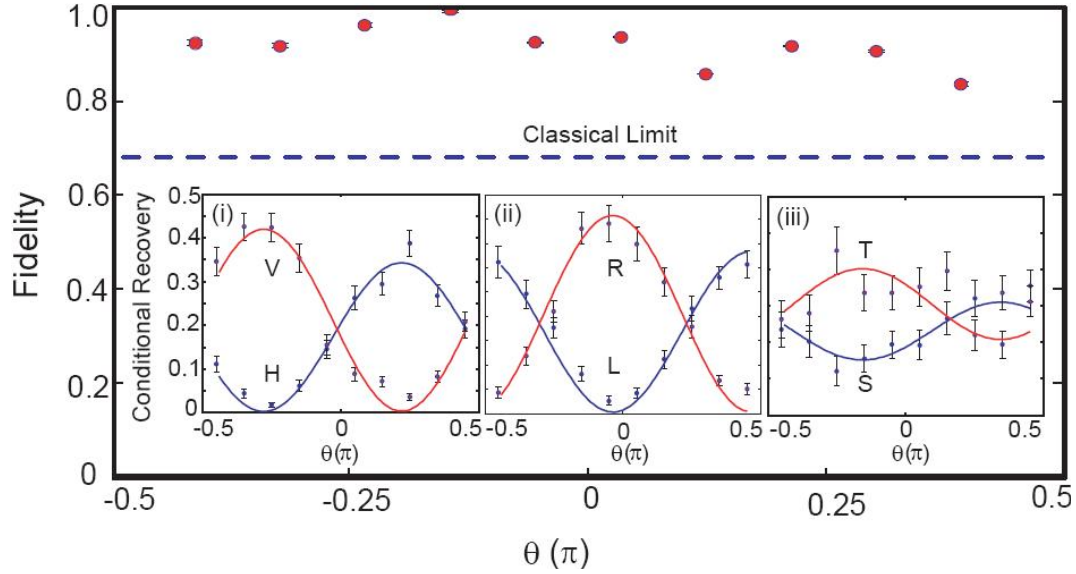 1.0
0.8
0.6
0.4
0.2
0
Fidelity
Classical Limit
Conditional Recovery
0.5
0.4
0.3
0.2
0.1
0
(i)
V
H
-0.5
0
0.5
θ(π)
(ii)
R
L
-0.5
0
0.5
θ(π)
(iii)
T
S
-0.5
0
0.5
θ(π)
-0.5
-0.25
0
0.25
0.5
θ (π)